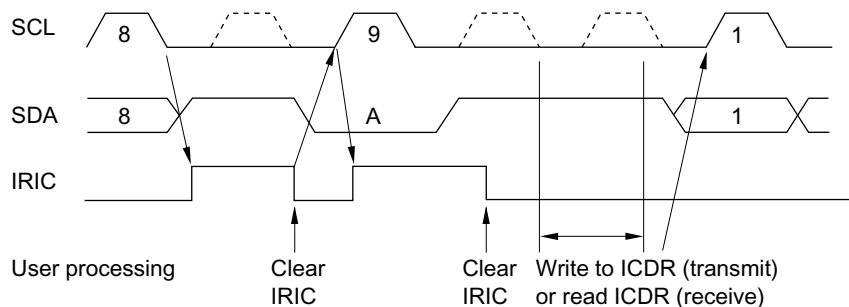 SCL
8
9
1
SDA
8
A
1
IRIC
User processing
Clear
IRIC
Clear
IRIC
Write to ICDR (transmit)
or read ICDR (receive)